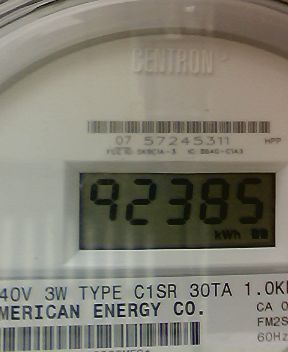 CENTRON®
07 57245311 HPP
92385
kWh
40V 3W TYPE C1SR 30TA 1.0K
MERICAN ENERGY CO.
CA 0
FM2S
60Hz